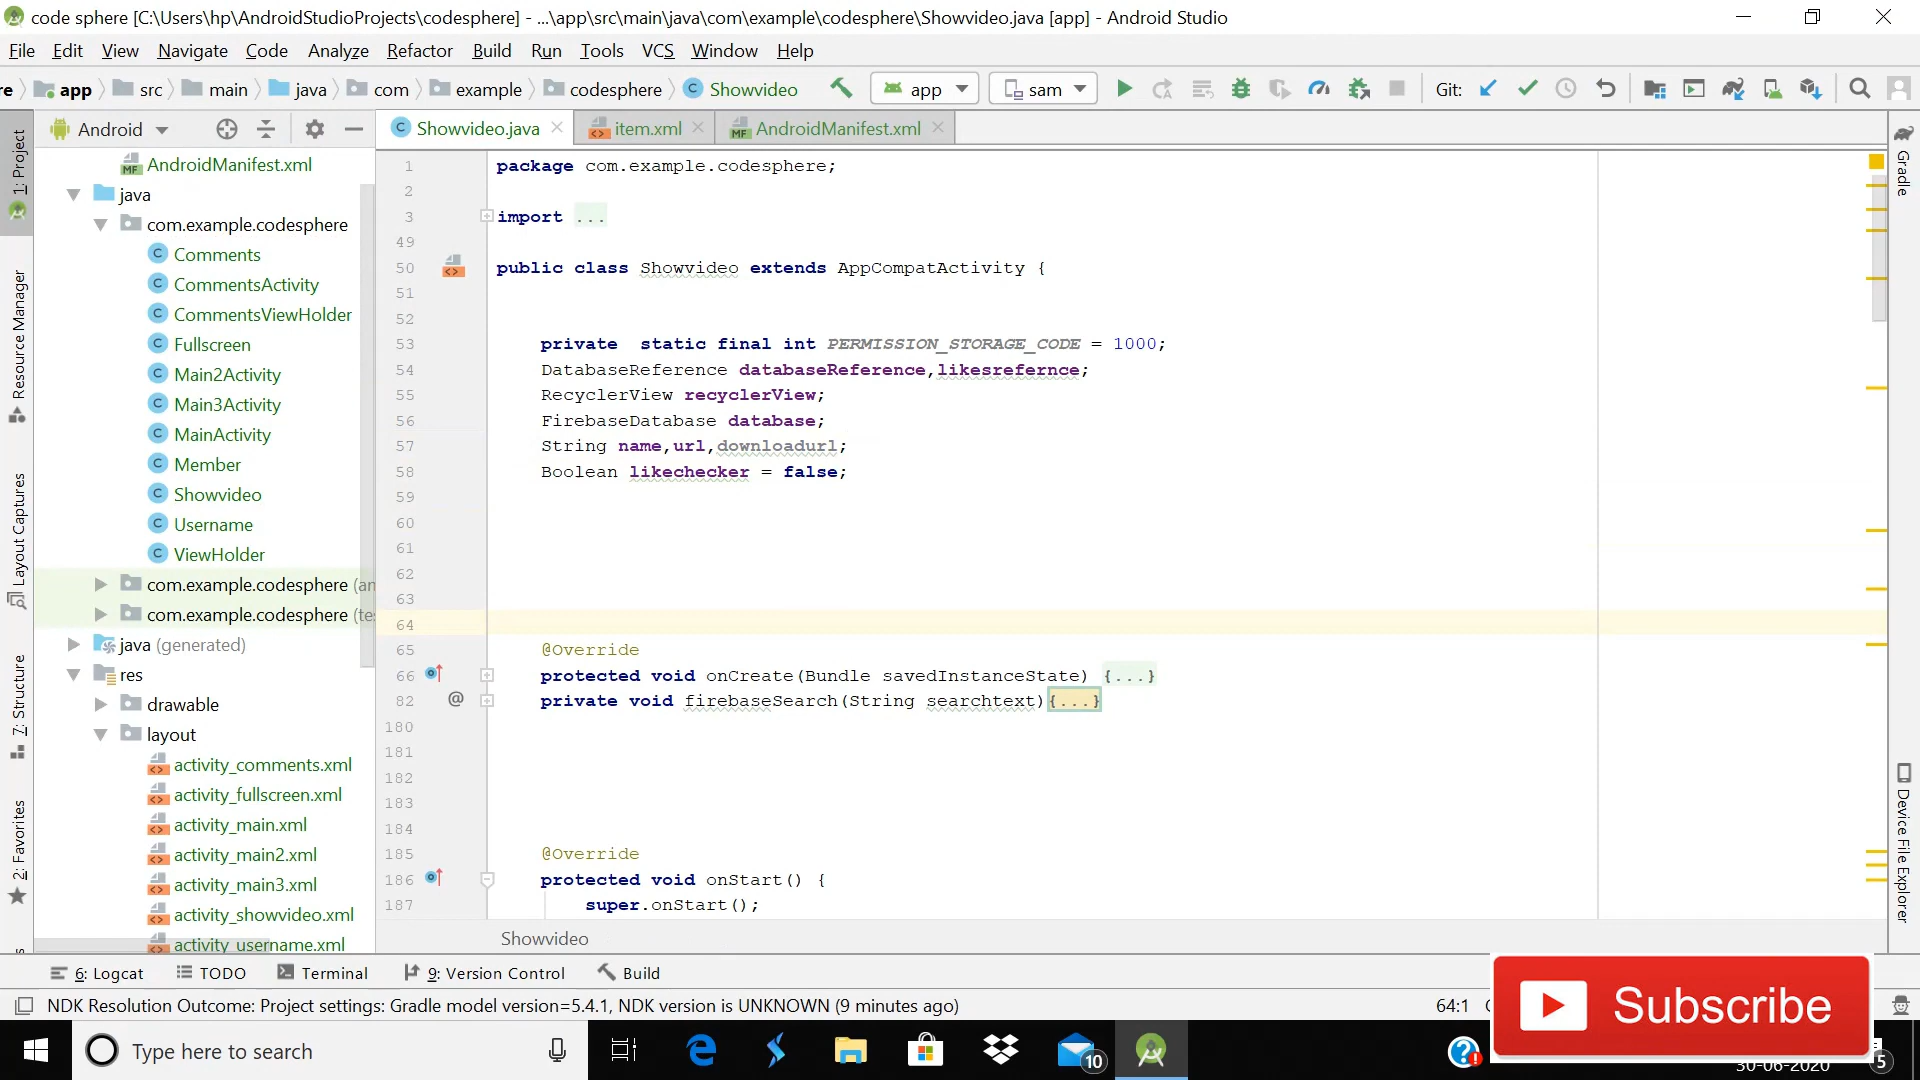 code sphere [C:\Users\hp\AndroidStudioProjects\codesphere] - ...\app\src\main\java\com\example\codesphere\Showvideo.java [app] - Android Studio
File Edit View Navigate Code Analyze Refactor Build Run Tools VCS Window Help
re app src main java com example codesphere Showvideo app sam Git:
Android
Showvideo.java item.xml AndroidManifest.xml
1: Project
Resource Manager
Layout Captures
7: Structure
2: Favorites
AndroidManifest.xml
java
com.example.codesphere
Comments
CommentsActivity
CommentsViewHolder
Fullscreen
Main2Activity
Main3Activity
MainActivity
Member
Showvideo
Username
ViewHolder
com.example.codesphere (an
com.example.codesphere (te
java (generated)
res
drawable
layout
activity_comments.xml
activity_fullscreen.xml
activity_main.xml
activity_main2.xml
activity_main3.xml
activity_showvideo.xml
activity_username.xml
1 package com.example.codesphere;
2
3 import ...
49
50 public class Showvideo extends AppCompatActivity {
51
52
53 private static final int PERMISSION_STORAGE_CODE = 1000;
54 DatabaseReference databaseReference,likesrefernce;
55 RecyclerView recyclerView;
56 FirebaseDatabase database;
57 String name,url,downloadurl;
58 Boolean likechecker = false;
59
60
61
62
63
64
65 @Override
66 protected void onCreate(Bundle savedInstanceState) {...}
82 private void firebaseSearch(String searchtext){...}
180
181
182
183
184
185 @Override
186 protected void onStart() {
187 super.onStart();
Showvideo
Gradle
Device File Explorer
6: Logcat TODO Terminal 9: Version Control Build
NDK Resolution Outcome: Project settings: Gradle model version=5.4.1, NDK version is UNKNOWN (9 minutes ago)
64:1
Subscribe
Type here to search
10
30-06-2020
5